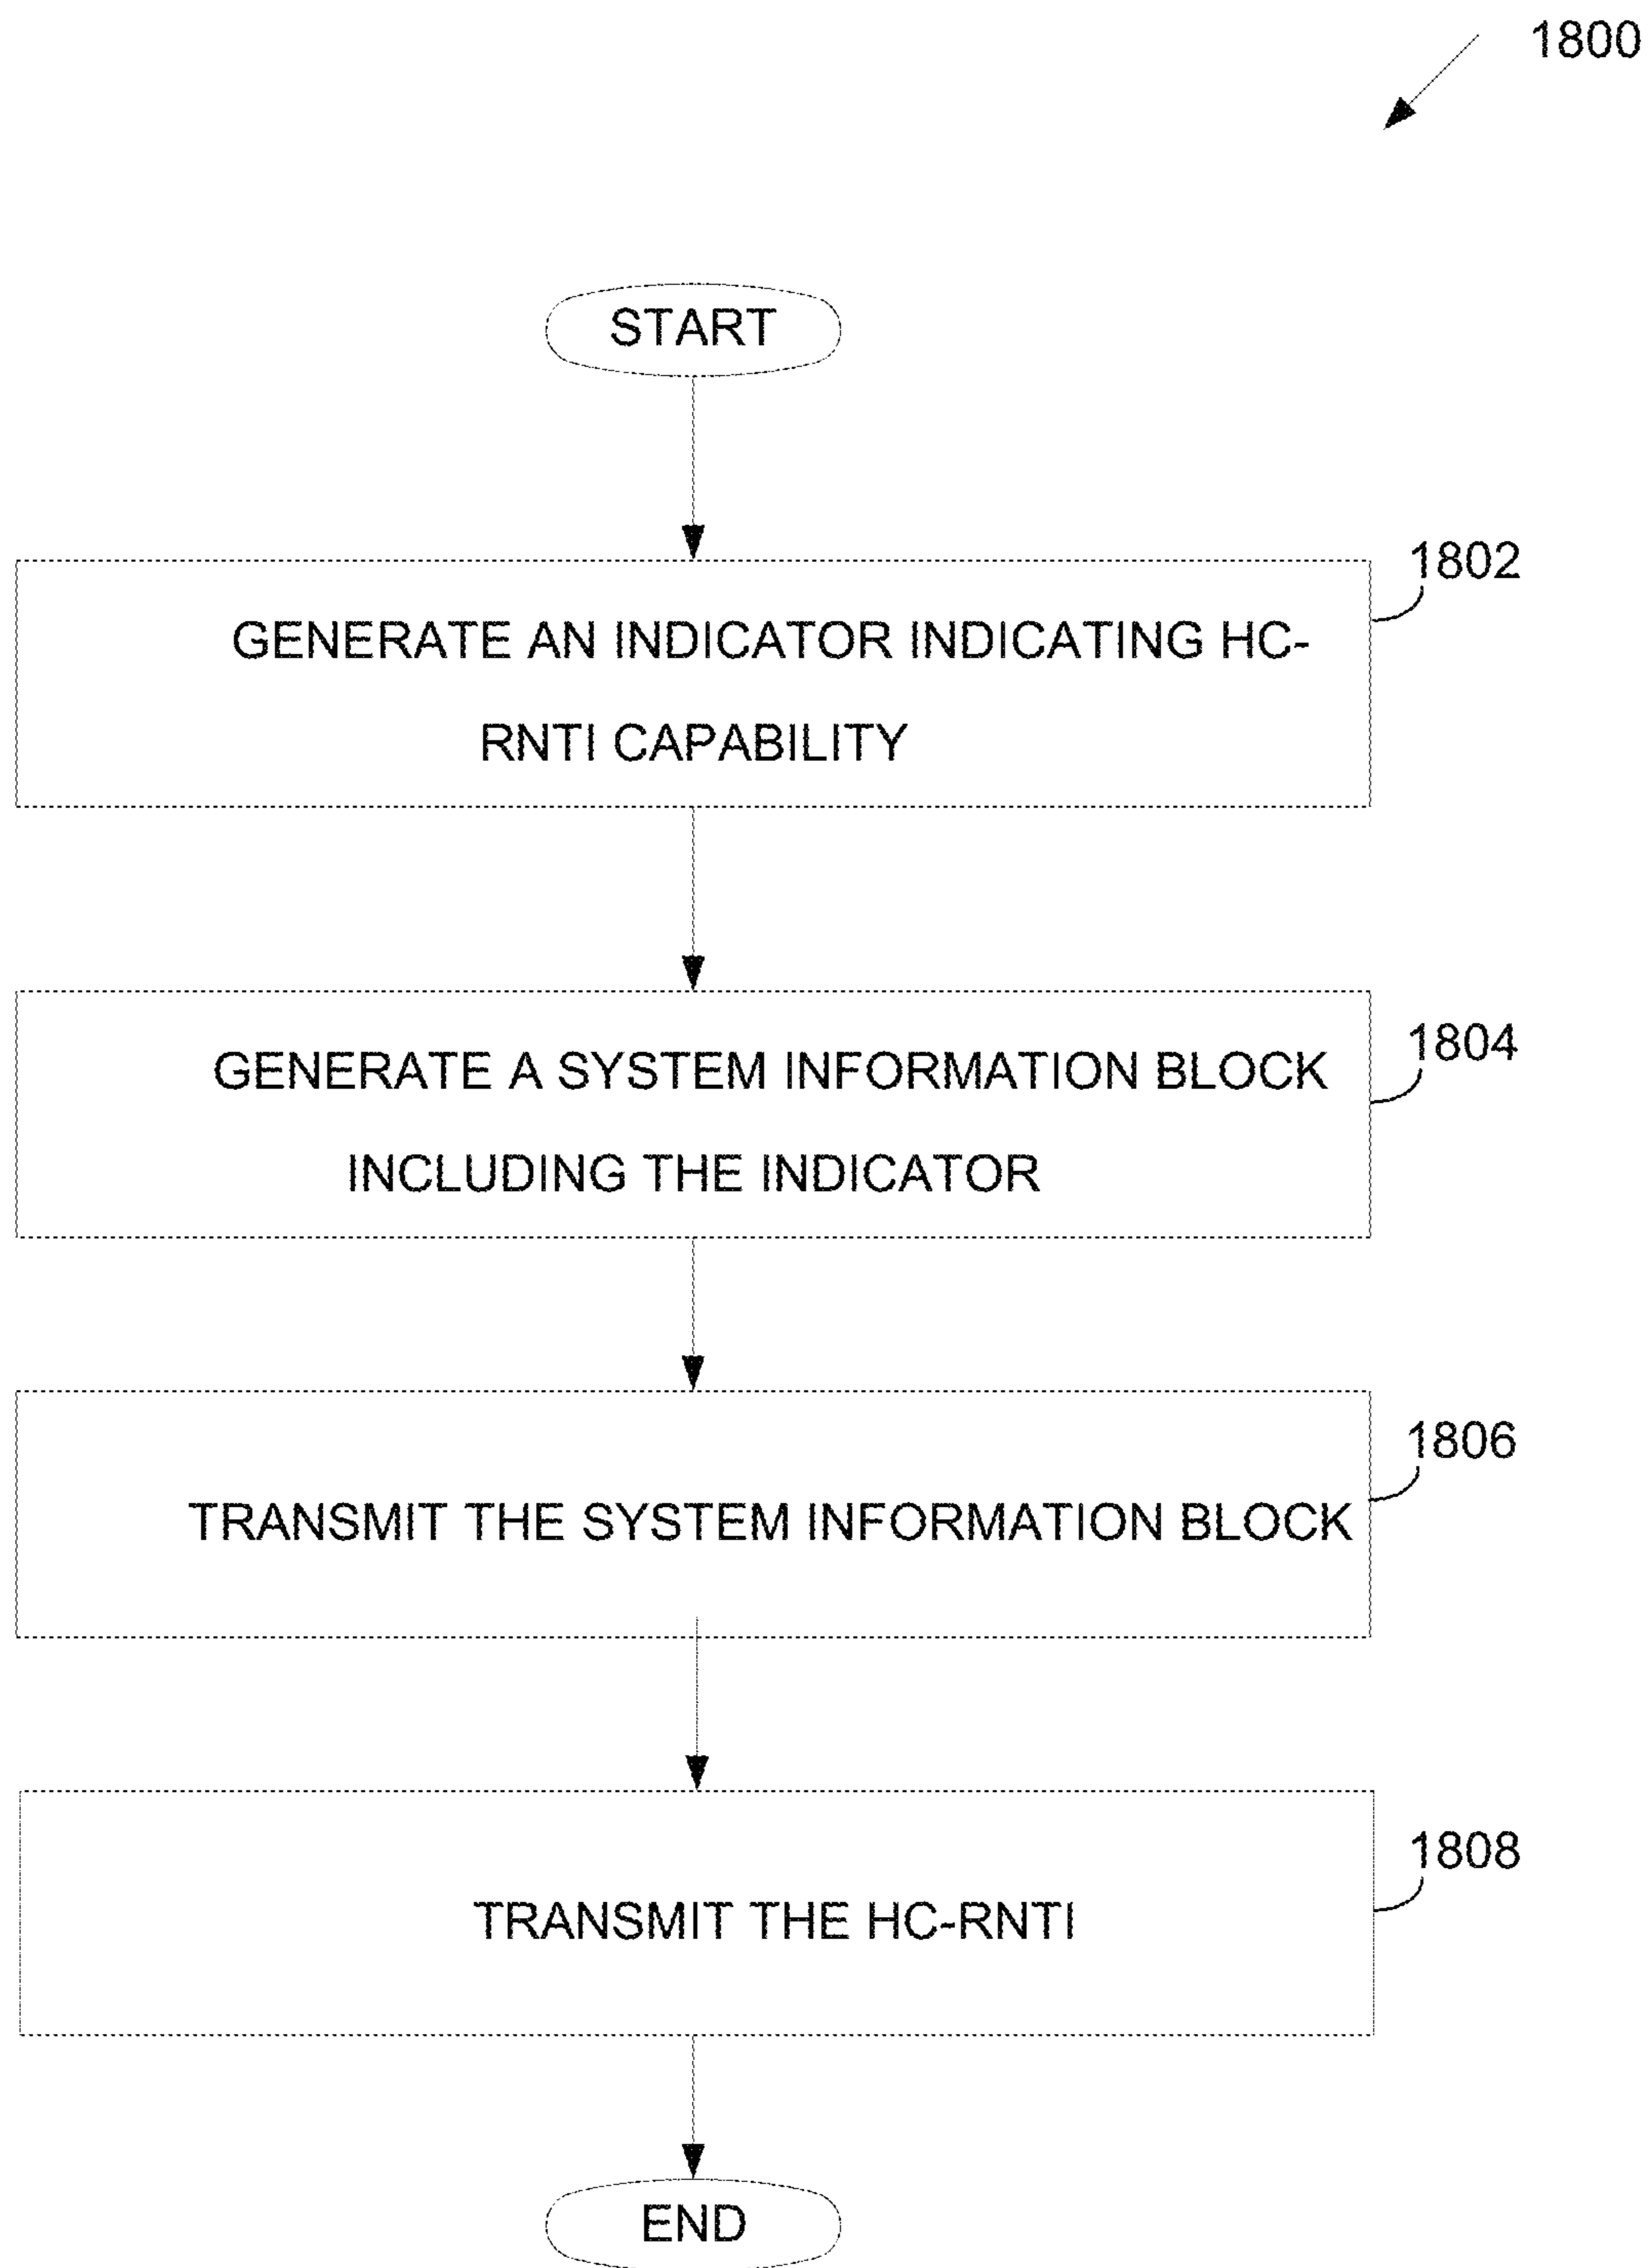 1800
START
1802
GENERATE AN INDICATOR INDICATING HC-
RNTI CAPABILITY
1804
GENERATE A SYSTEM INFORMATION BLOCK
INCLUDING THE INDICATOR
1806
TRANSMIT THE SYSTEM INFORMATION BLOCK
1808
TRANSMIT THE HC-RNTI
END